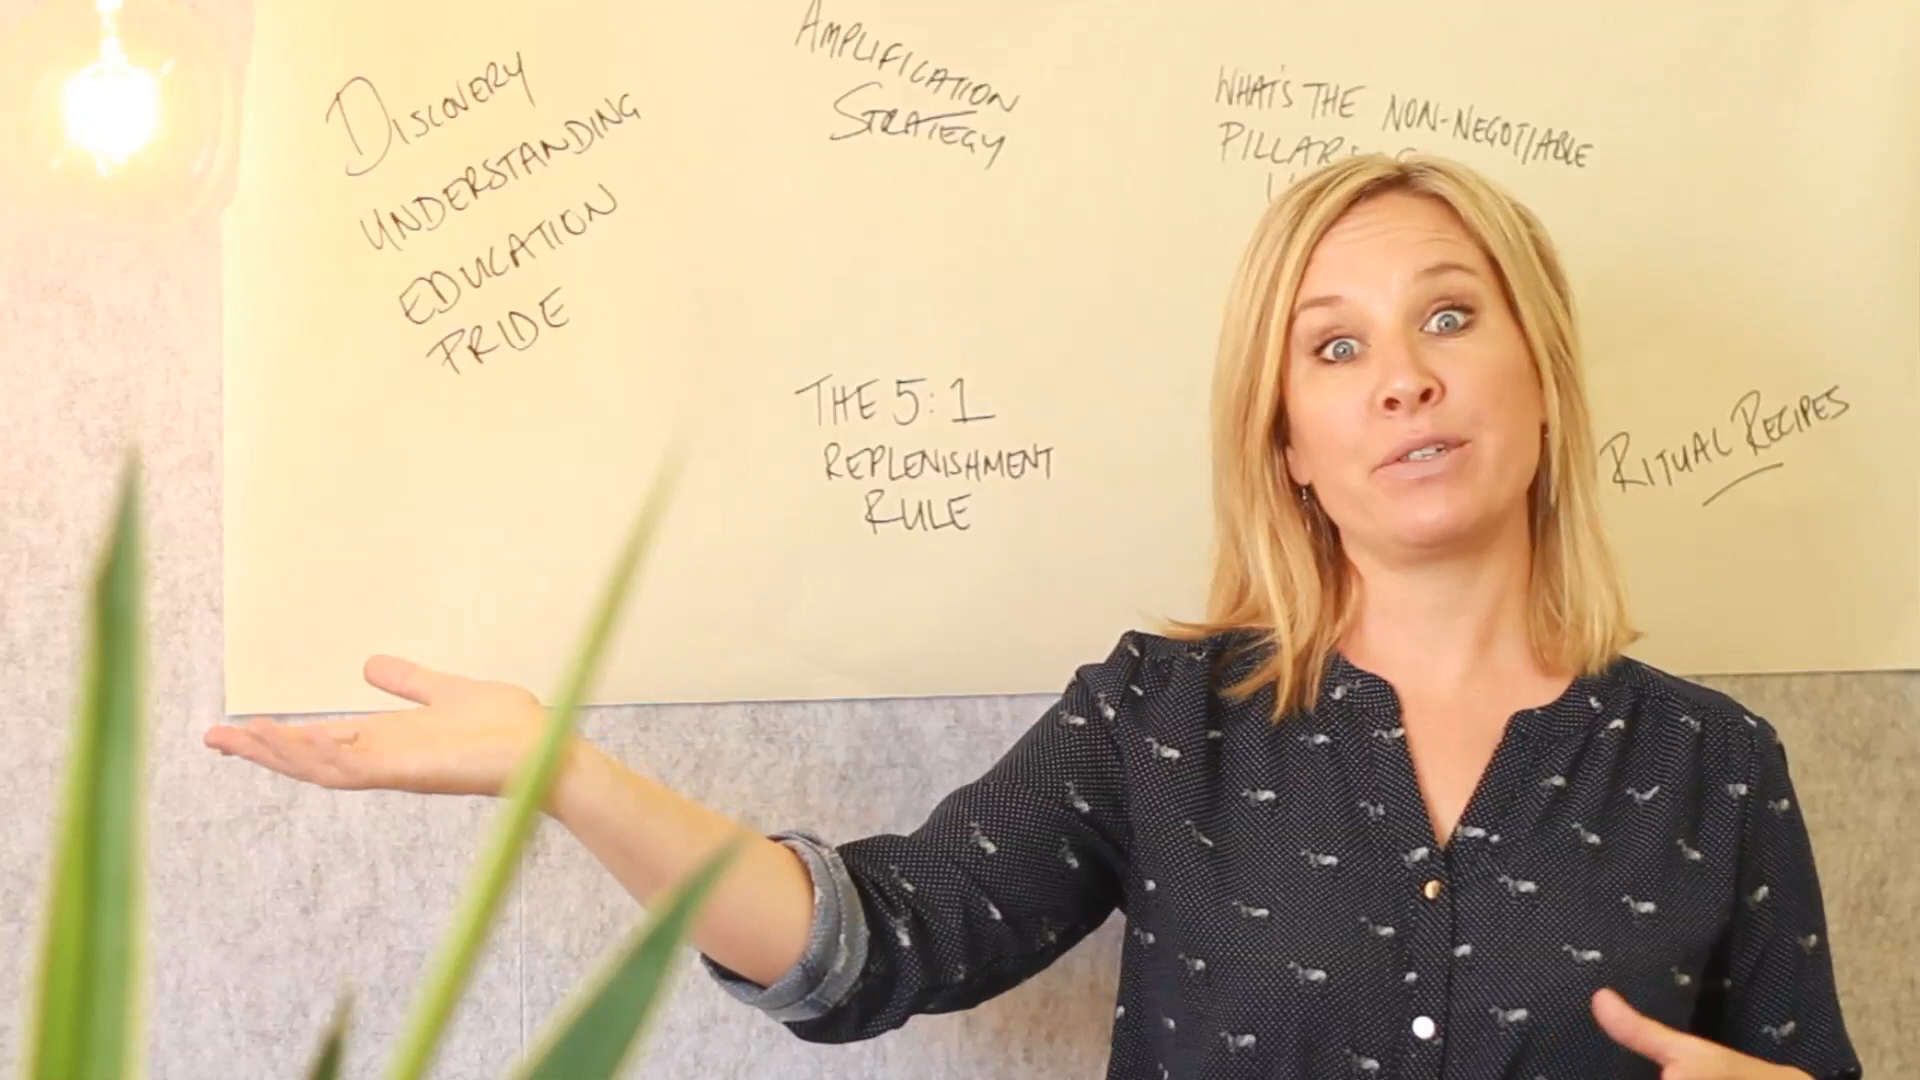 DISCOVERY
UNDERSTANDING
EDUCATION
PRIDE
AMPLIFICATION
STRATEGY
THE 5:1
REPLENISHMENT
RULE
WHAT'S THE NON-NEGOTIABLE
RITUAL RECIPES